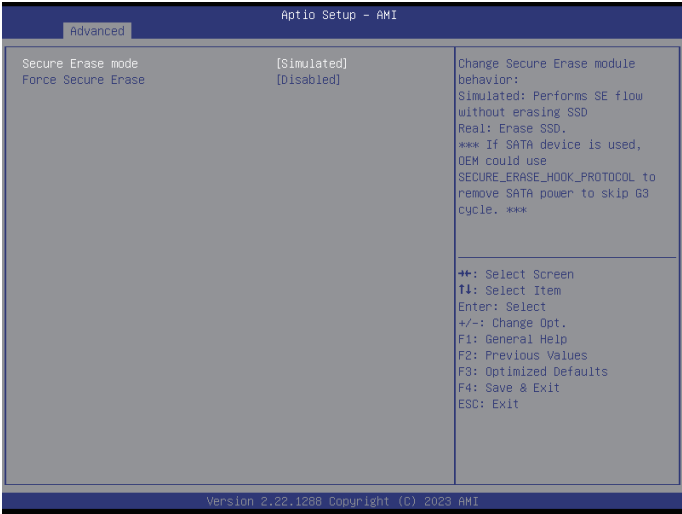 Aptio Setup – AMI
Advanced
Secure Erase mode [Simulated]
Force Secure Erase [Disabled]
Change Secure Erase module
behavior:
Simulated: Performs SE flow
without erasing SSD
Real: Erase SSD.
*** If SATA device is used,
OEM could use
SECURE_ERASE_HOOK_PROTOCOL to
remove SATA power to skip G3
cycle. ***
→←: Select Screen
↑↓: Select Item
Enter: Select
+/-: Change Opt.
F1: General Help
F2: Previous Values
F3: Optimized Defaults
F4: Save & Exit
ESC: Exit
Version 2.22.1288 Copyright (C) 2023 AMI